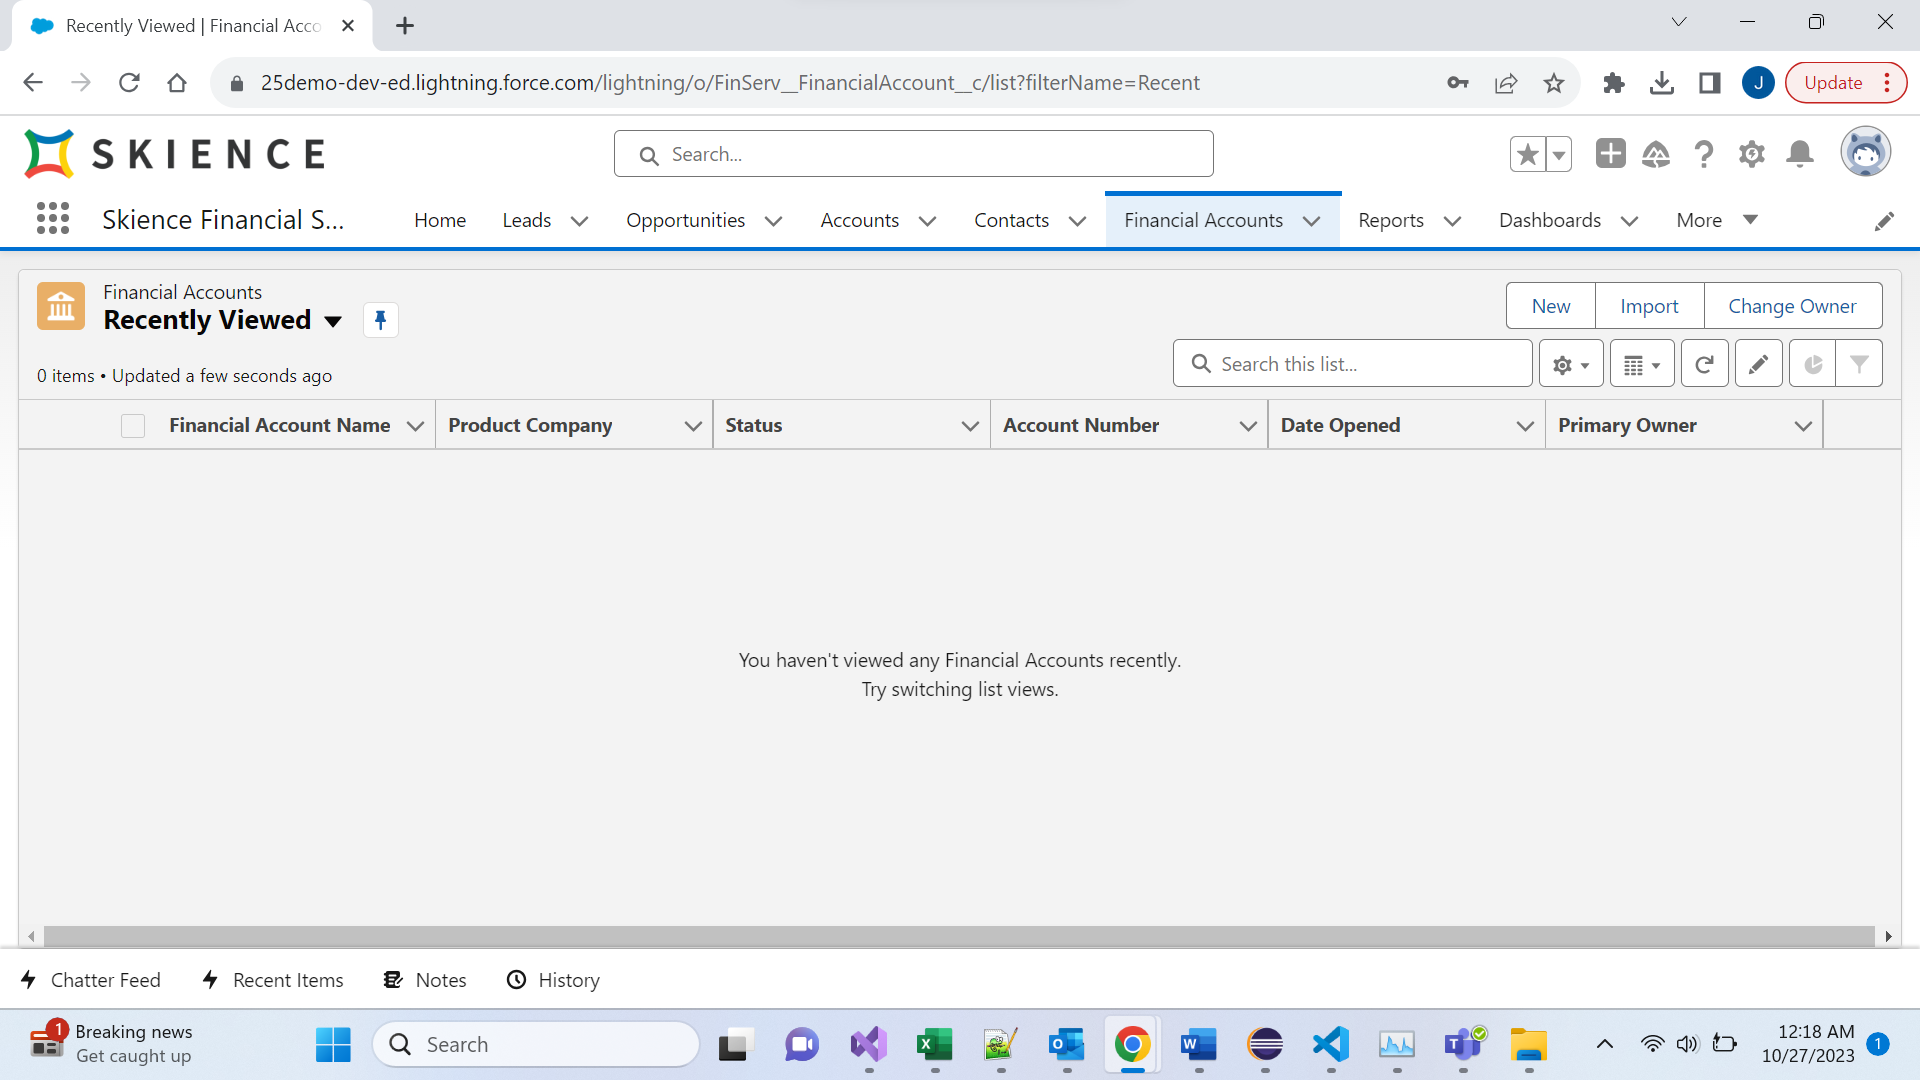 Recently Viewed | Financial Acco
25demo-dev-ed.lightning.force.com/lightning/o/FinServ__FinancialAccount__c/list?filterName=Recent
J
Update
SKIENCE
Search...
Skience Financial S...
Home
Leads
Opportunities
Accounts
Contacts
Financial Accounts
Reports
Dashboards
More
Financial Accounts
Recently Viewed
New
Import
Change Owner
0 items • Updated a few seconds ago
Search this list...
Financial Account Name
Product Company
Status
Account Number
Date Opened
Primary Owner
You haven't viewed any Financial Accounts recently.
Try switching list views.
Chatter Feed
Recent Items
Notes
History
1
Breaking news
Get caught up
Search
12:18 AM
10/27/2023
1